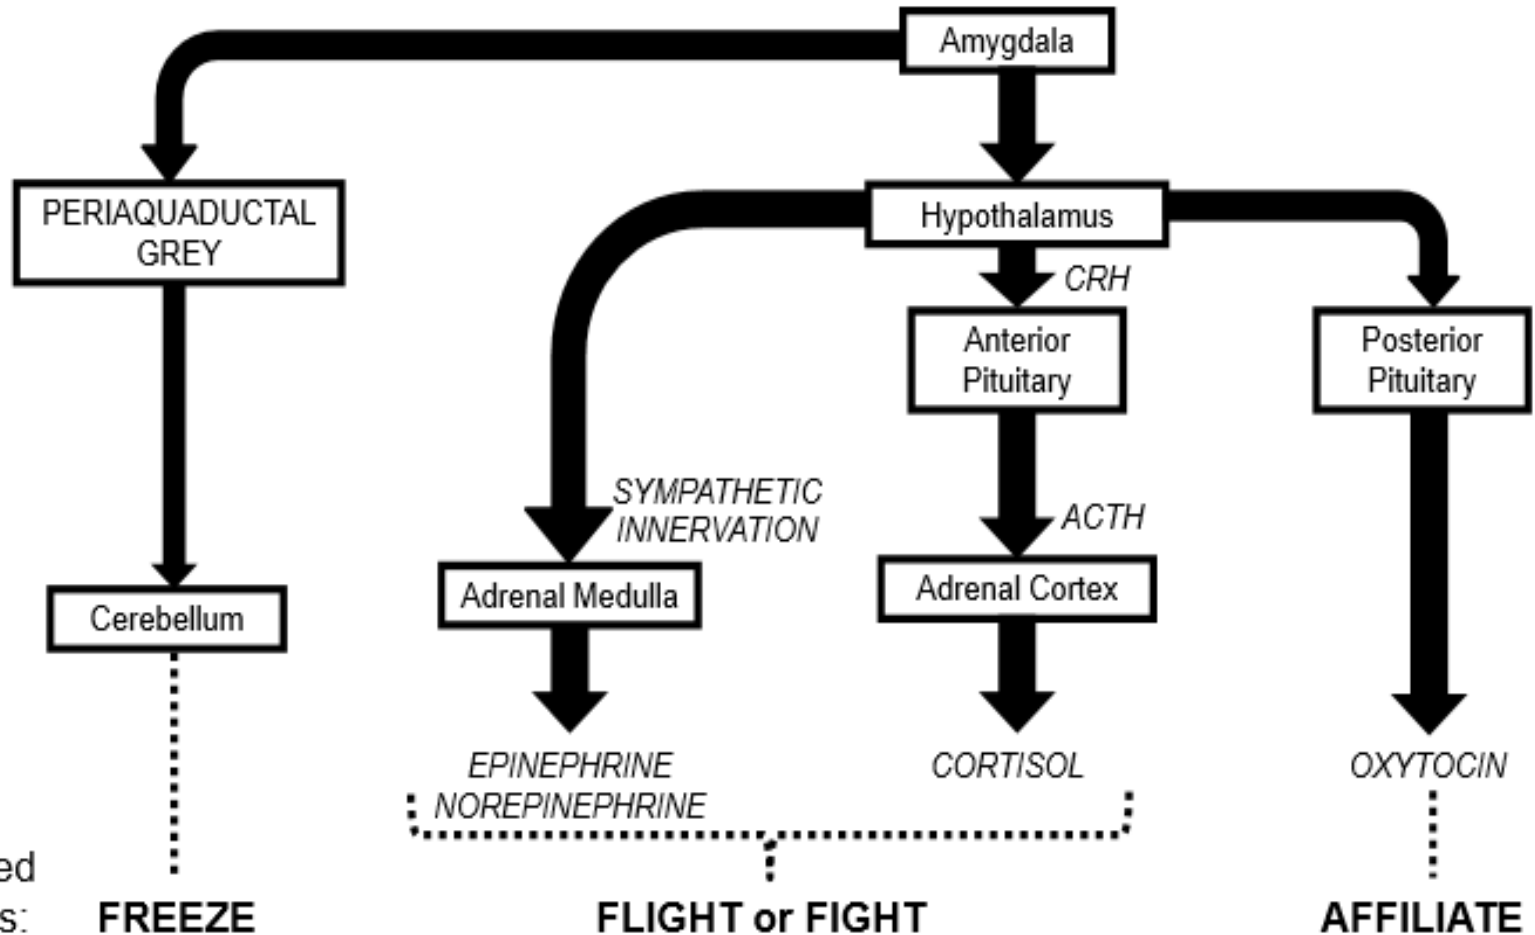 Amygdala
PERIAQUADUCTAL
GREY
Hypothalamus
CRH
Anterior
Pituitary
Posterior
Pituitary
SYMPATHETIC
INNERVATION
ACTH
Cerebellum
Adrenal Medulla
Adrenal Cortex
EPINEPHRINE
NOREPINEPHRINE
CORTISOL
OXYTOCIN
ed
s:
FREEZE
FLIGHT or FIGHT
AFFILIATE